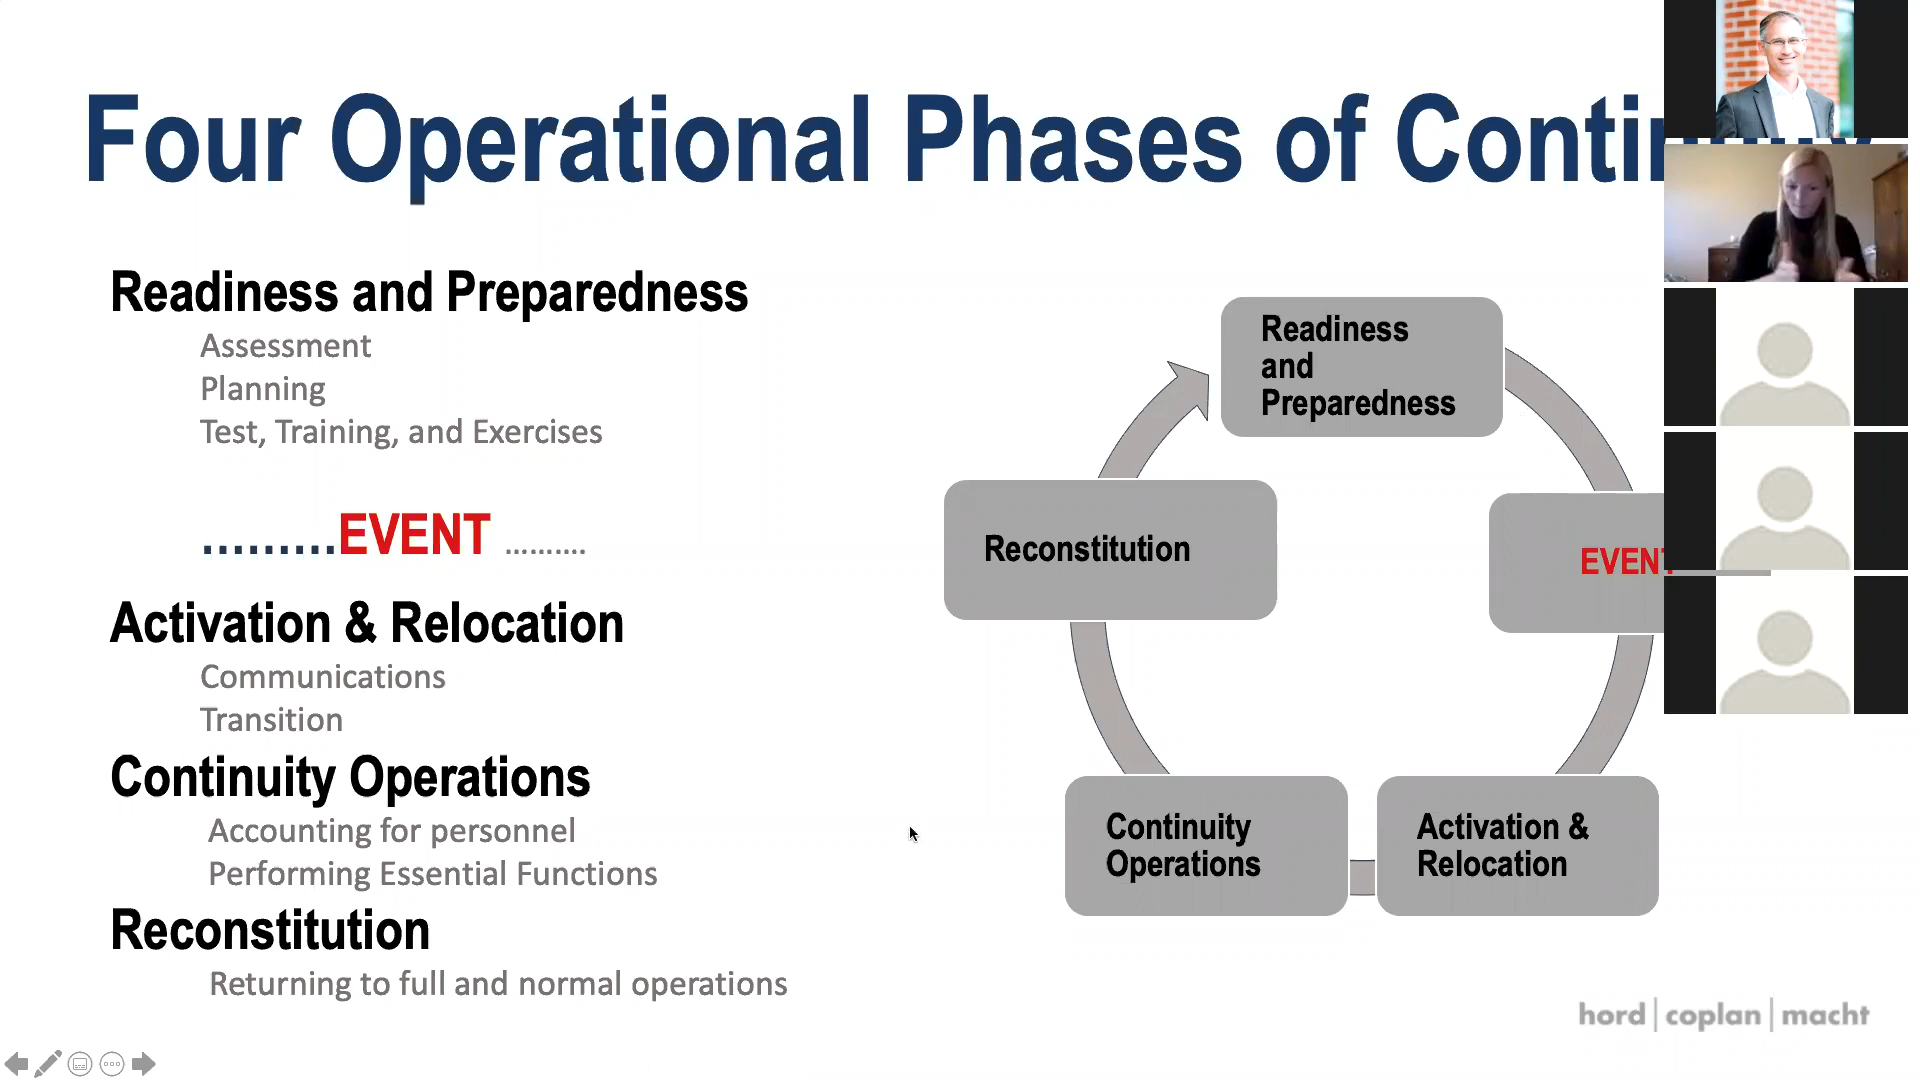 Four Operational Phases of
Readiness and Preparedness
Assessment
Planning
Test, Training, and Exercises
.........EVENT ..........
Activation & Relocation
Communications
Transition
Continuity Operations
Accounting for personnel
Performing Essential Functions
Reconstitution
Returning to full and normal operations
Readiness
and
Preparedness
EVENT
Activation &
Relocation
Continuity
Operations
Reconstitution
hord|coplan|macht